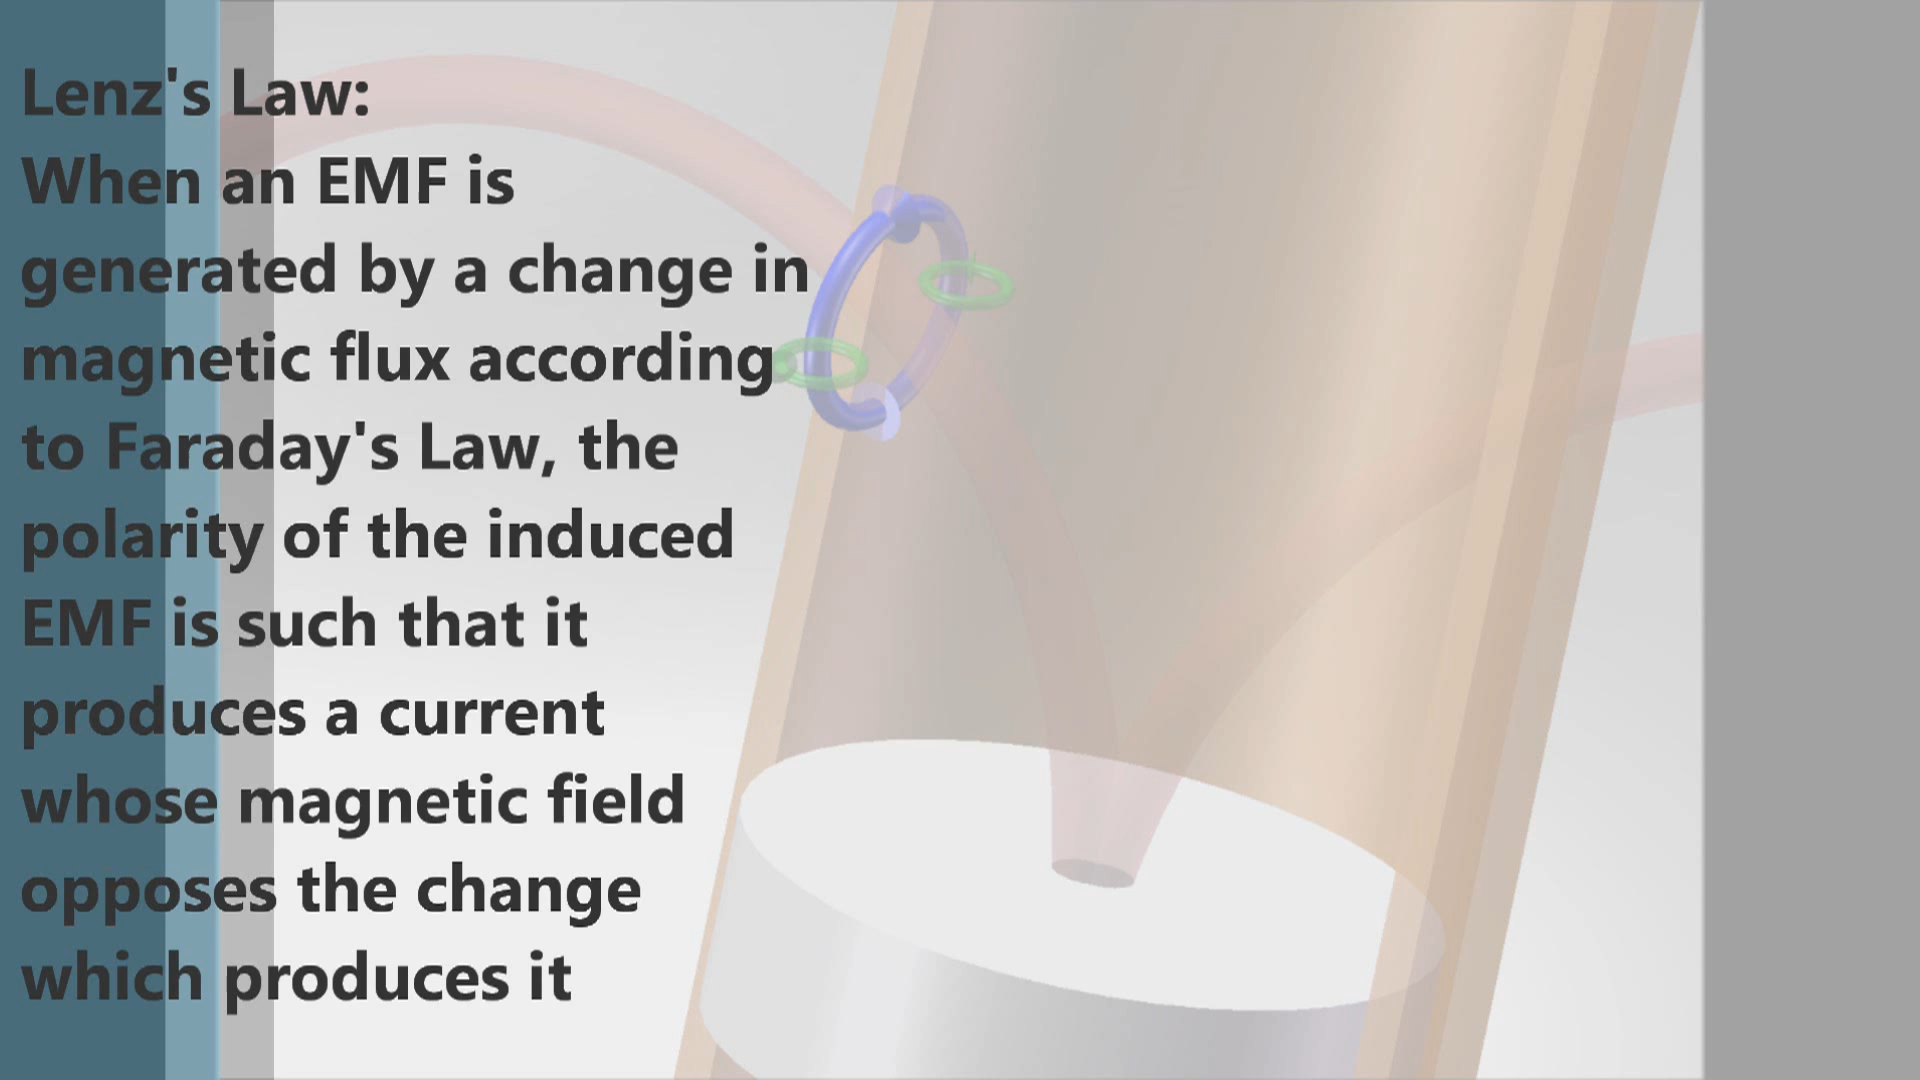 Lenz's Law:
When an EMF is
generated by a change in
magnetic flux according
to Faraday's Law, the
polarity of the induced
EMF is such that it
produces a current
whose magnetic field
opposes the change
which produces it